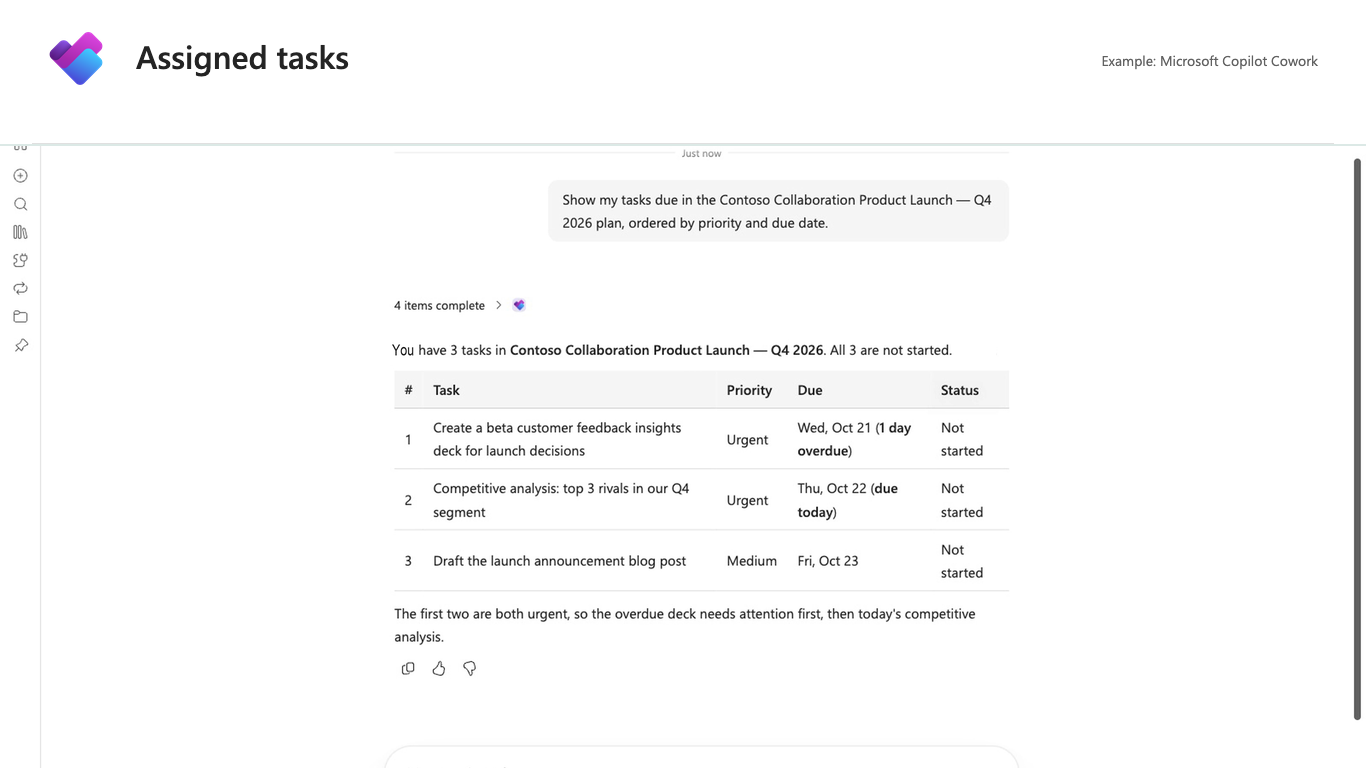 Assigned tasks
Example: Microsoft Copilot Cowork
Just now
Show my tasks due in the Contoso Collaboration Product Launch — Q4
2026 plan, ordered by priority and due date.
4 items complete
You have 3 tasks in Contoso Collaboration Product Launch — Q4 2026. All 3 are not started.
# Task Priority Due Status
1 Create a beta customer feedback insights deck for launch decisions Urgent Wed, Oct 21 (1 day overdue) Not started
2 Competitive analysis: top 3 rivals in our Q4 segment Urgent Thu, Oct 22 (due today) Not started
3 Draft the launch announcement blog post Medium Fri, Oct 23 Not started
The first two are both urgent, so the overdue deck needs attention first, then today's competitive
analysis.